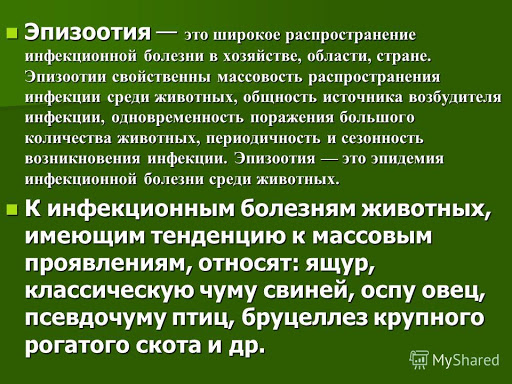 Эпизоотия — это широкое распространение
инфекционной болезни в хозяйстве, области, стране.
Эпизоотии свойственны массовость распространения
инфекции среди животных, общность источника возбудителя
инфекции, одновременность поражения большого
количества животных, периодичность и сезонность
возникновения инфекции. Эпизоотия — это эпидемия
инфекционной болезни среди животных.
К инфекционным болезням животных,
имеющим тенденцию к массовым
проявлениям, относят: ящур,
классическую чуму свиней, оспу овец,
псевдочуму птиц, бруцеллез крупного
рогатого скота и др.
MyShared